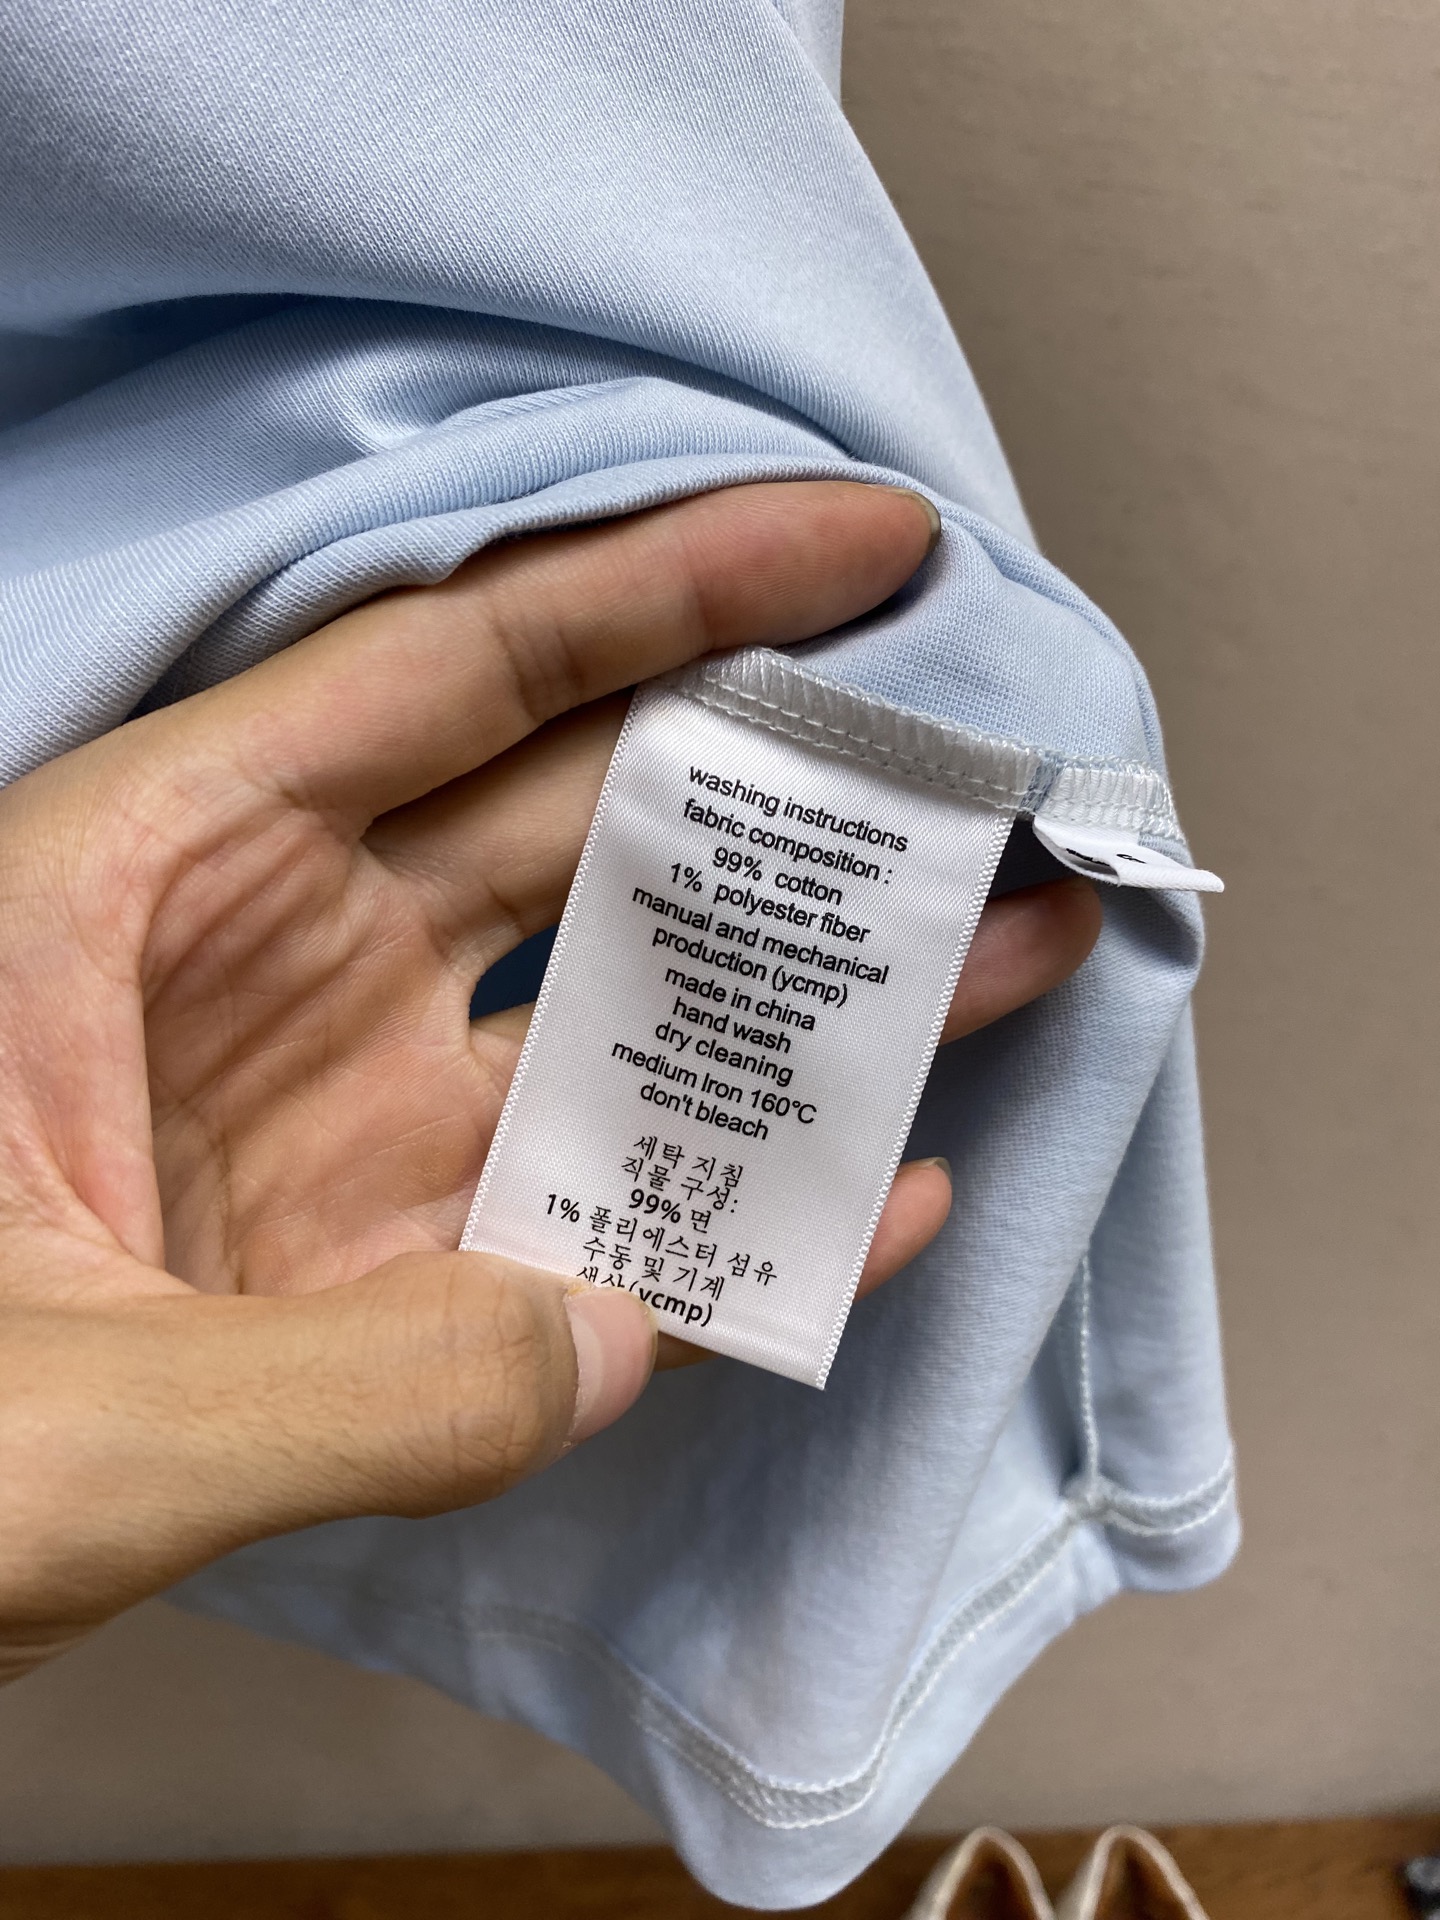 washing instructions
fabric composition :
99% cotton
1% polyester fiber
manual and mechanical
production (ycmp)
made in china
hand wash
dry cleaning
medium Iron 160°C
don't bleach
세탁 지침
직물 구성:
99% 면
1% 폴리에스터 섬유
수동 및 기계
생산(ycmp)